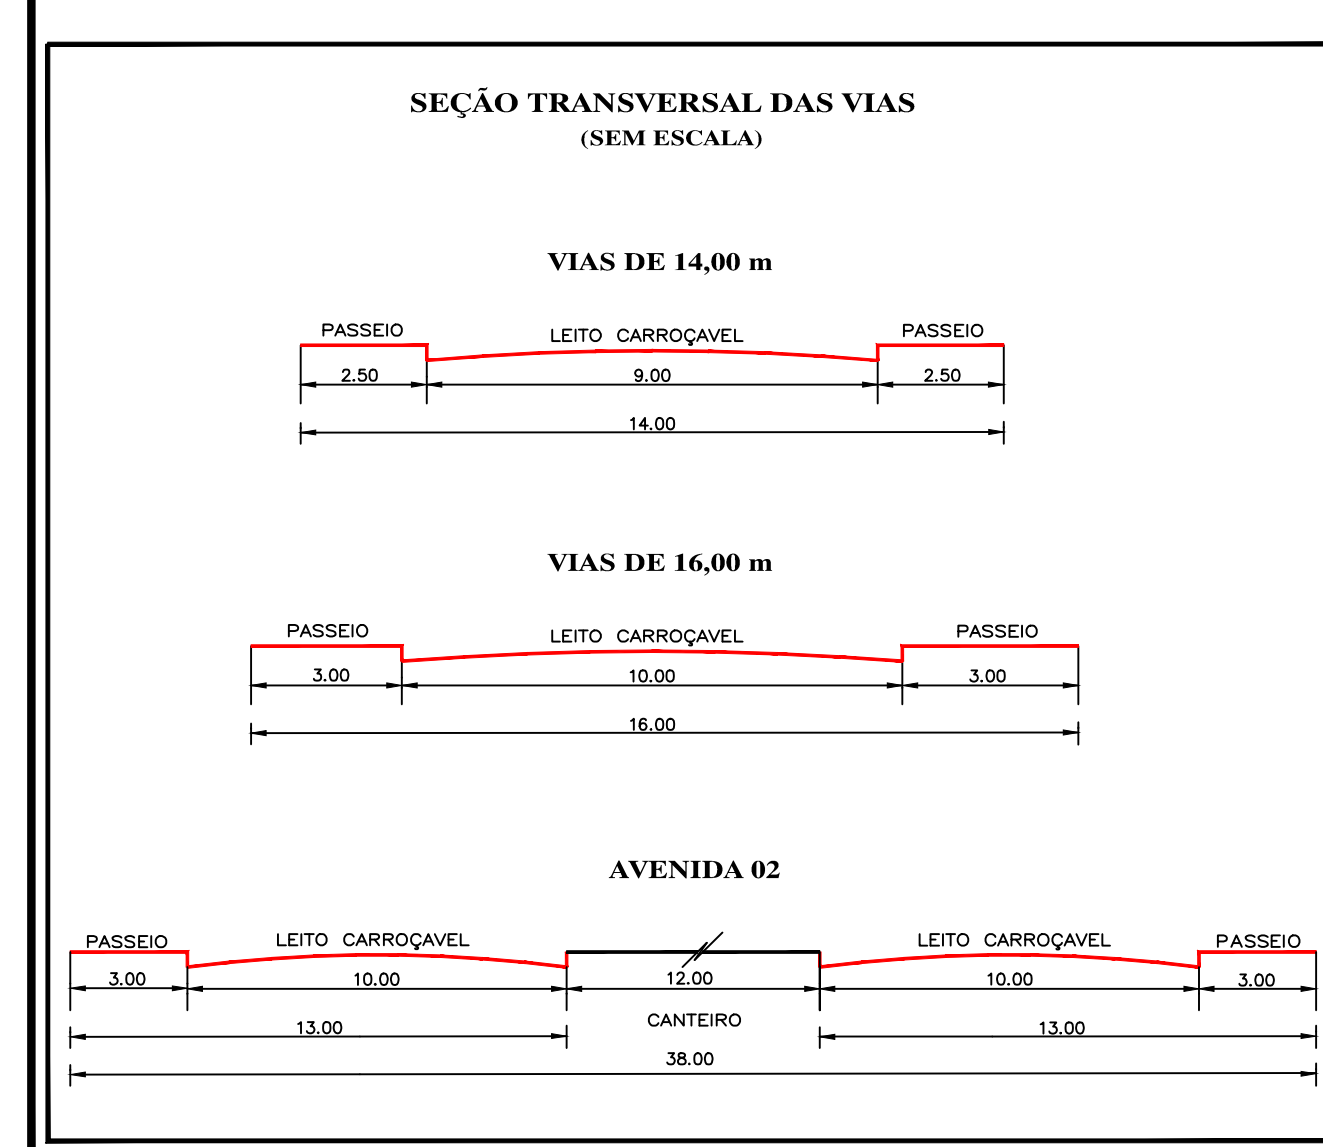 SEÇÃO TRANSVERSAL DAS VIAS
(SEM ESCALA)
VIAS DE 14,00 m
PASSEIO LEITO CARROÇAVEL PASSEIO
2.50 9.00 2.50
14.00
VIAS DE 16,00 m
PASSEIO LEITO CARROÇAVEL PASSEIO
3.00 10.00 3.00
16.00
AVENIDA 02
PASSEIO LEITO CARROÇAVEL LEITO CARROÇAVEL PASSEIO
3.00 10.00 12.00 10.00 3.00
13.00 CANTEIRO 13.00
38.00